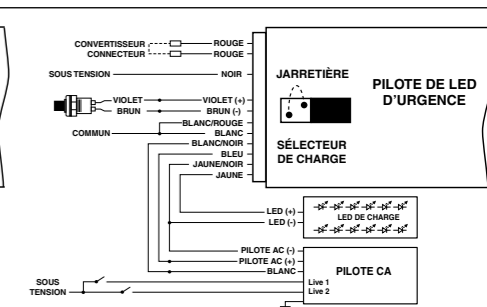 CONVERTISSEUR
CONNECTEUR
ROUGE
ROUGE
SOUS TENSION
NOIR
VIOLET
VIOLET (+)
BRUN
BRUN (-)
BLANC/ROUGE
COMMUN
BLANC
BLANC/NOIR
BLEU
JAUNE/NOIR
JAUNE
JARRETIÈRE
SÉLECTEUR
DE CHARGE
PILOTE DE LED
D'URGENCE
LED (+)
LED (-)
LED DE CHARGE
PILOTE AC (-)
PILOTE AC (+)
BLANC
PILOTE CA
SOUS
TENSION
Live 1
Live 2